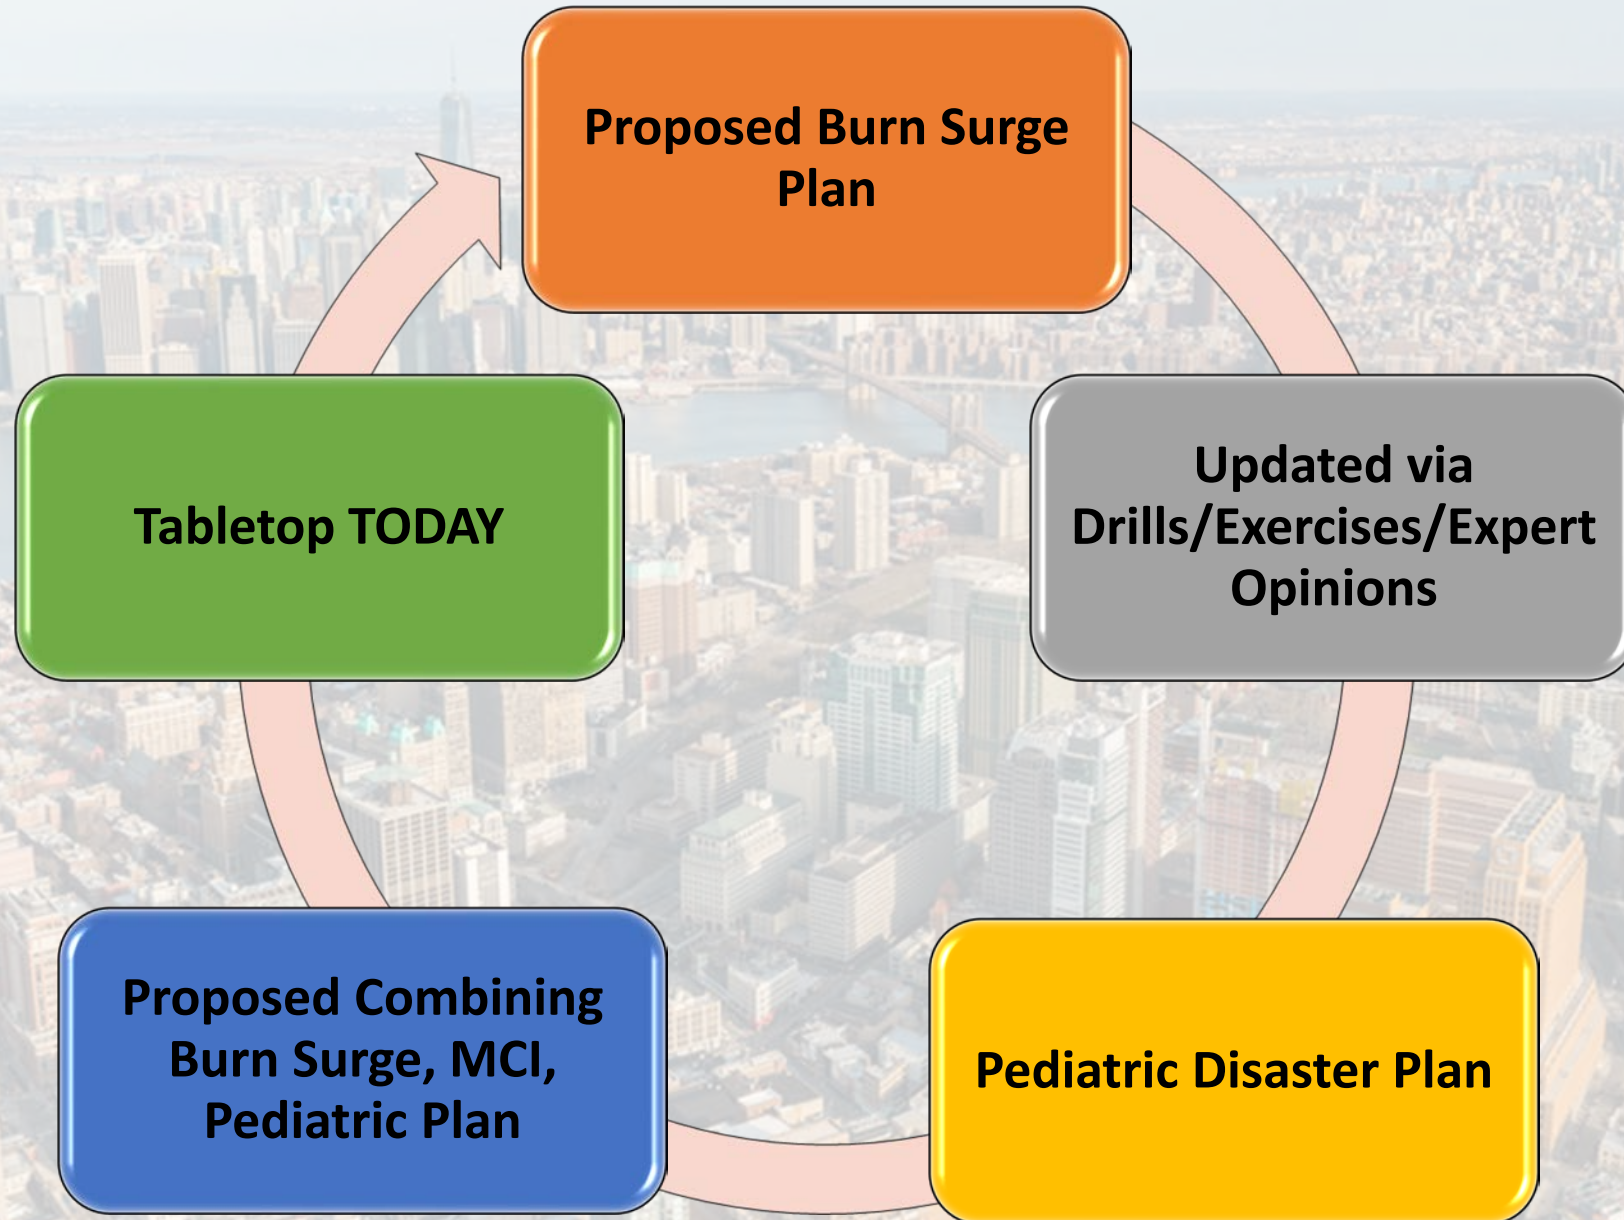 Proposed Burn Surge
Plan
Updated via
Drills/Exercises/Expert
Opinions
Pediatric Disaster Plan
Proposed Combining
Burn Surge, MCI,
Pediatric Plan
Tabletop TODAY